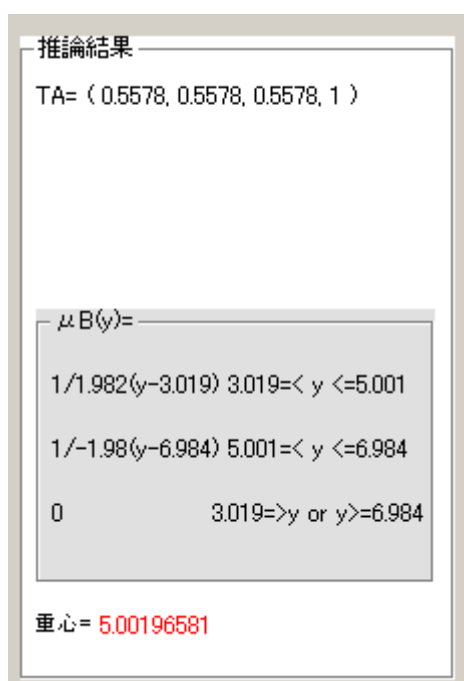 推論結果
TA= ( 0.5578, 0.5578, 0.5578, 1 )
μB(y)=
1/1.982(y-3.019) 3.019=< y <=5.001
1/-1.98(y-6.984) 5.001=< y <=6.984
0 3.019=>y or y>=6.984
重心= 5.00196581